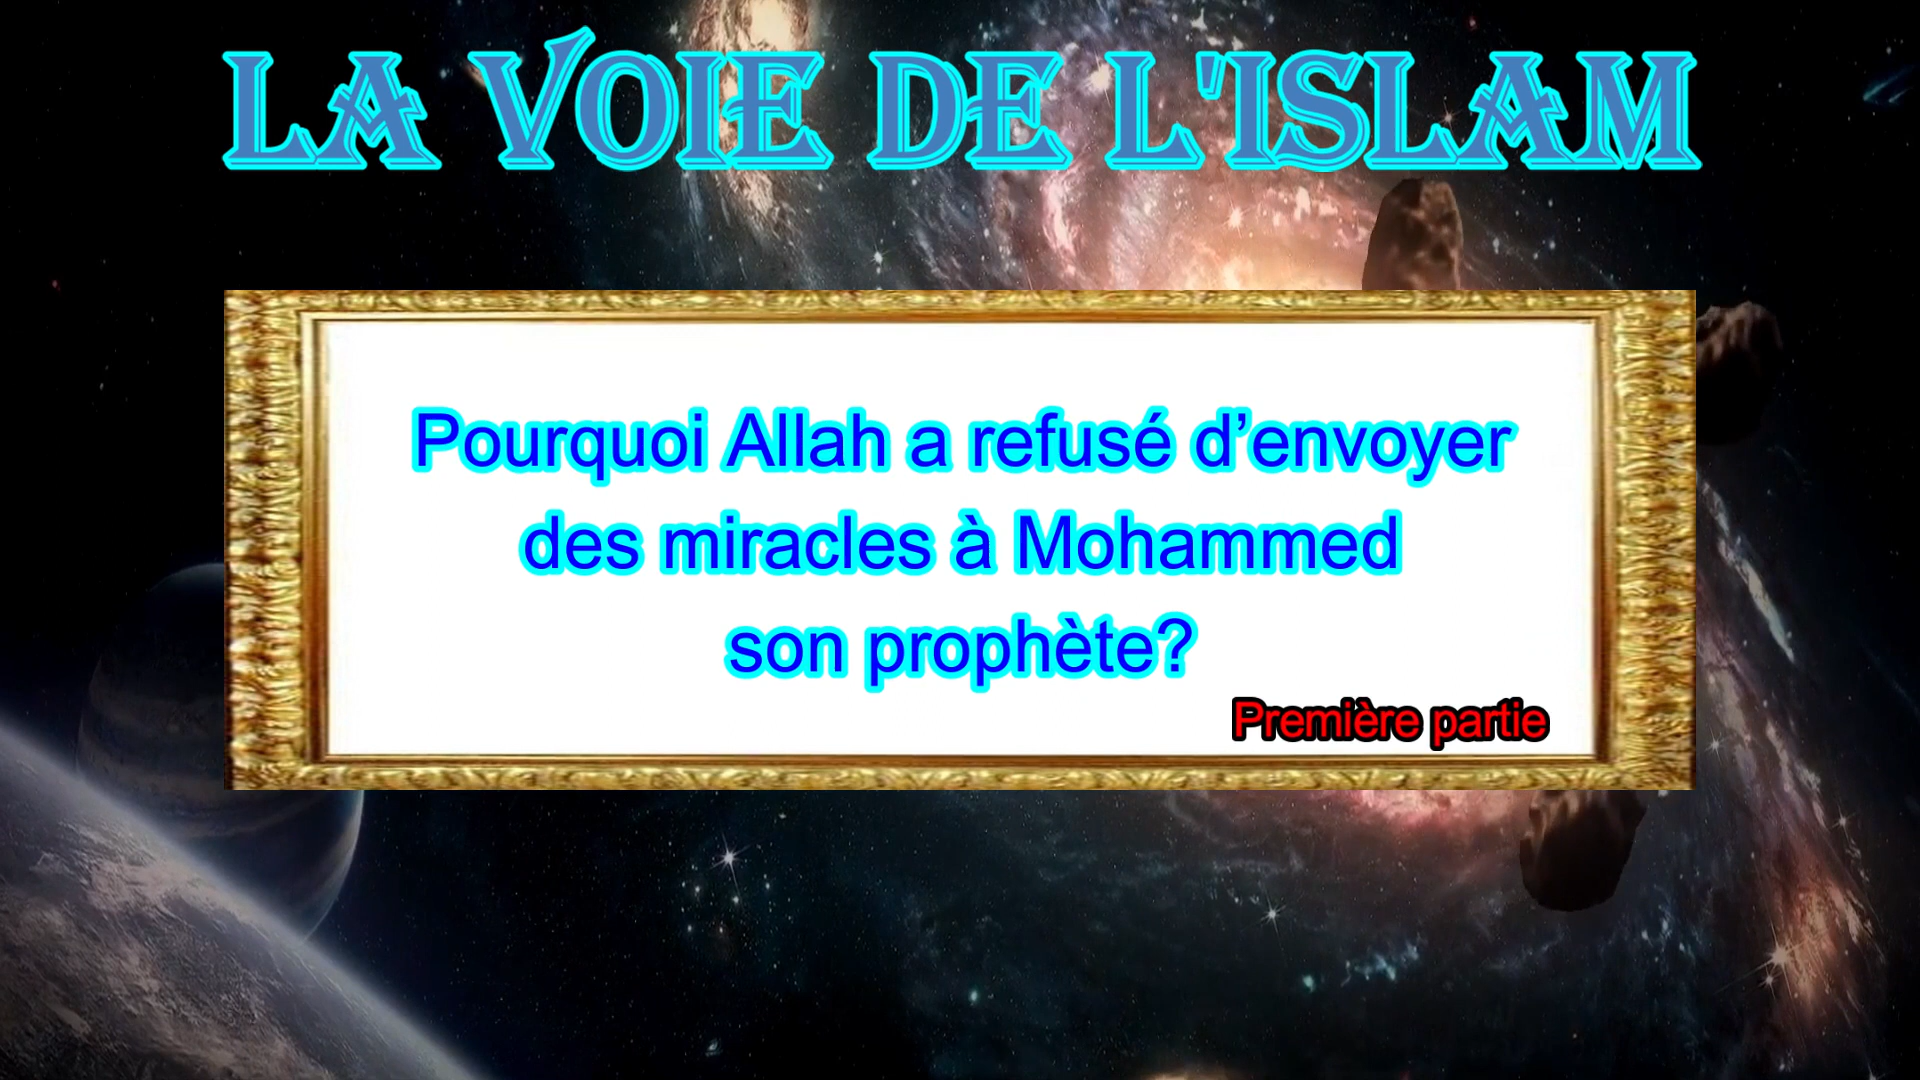 LA VOIE DE L'ISLAM
Pourquoi Allah a refusé d’envoyer
des miracles à Mohammed
son prophète?
Première partie